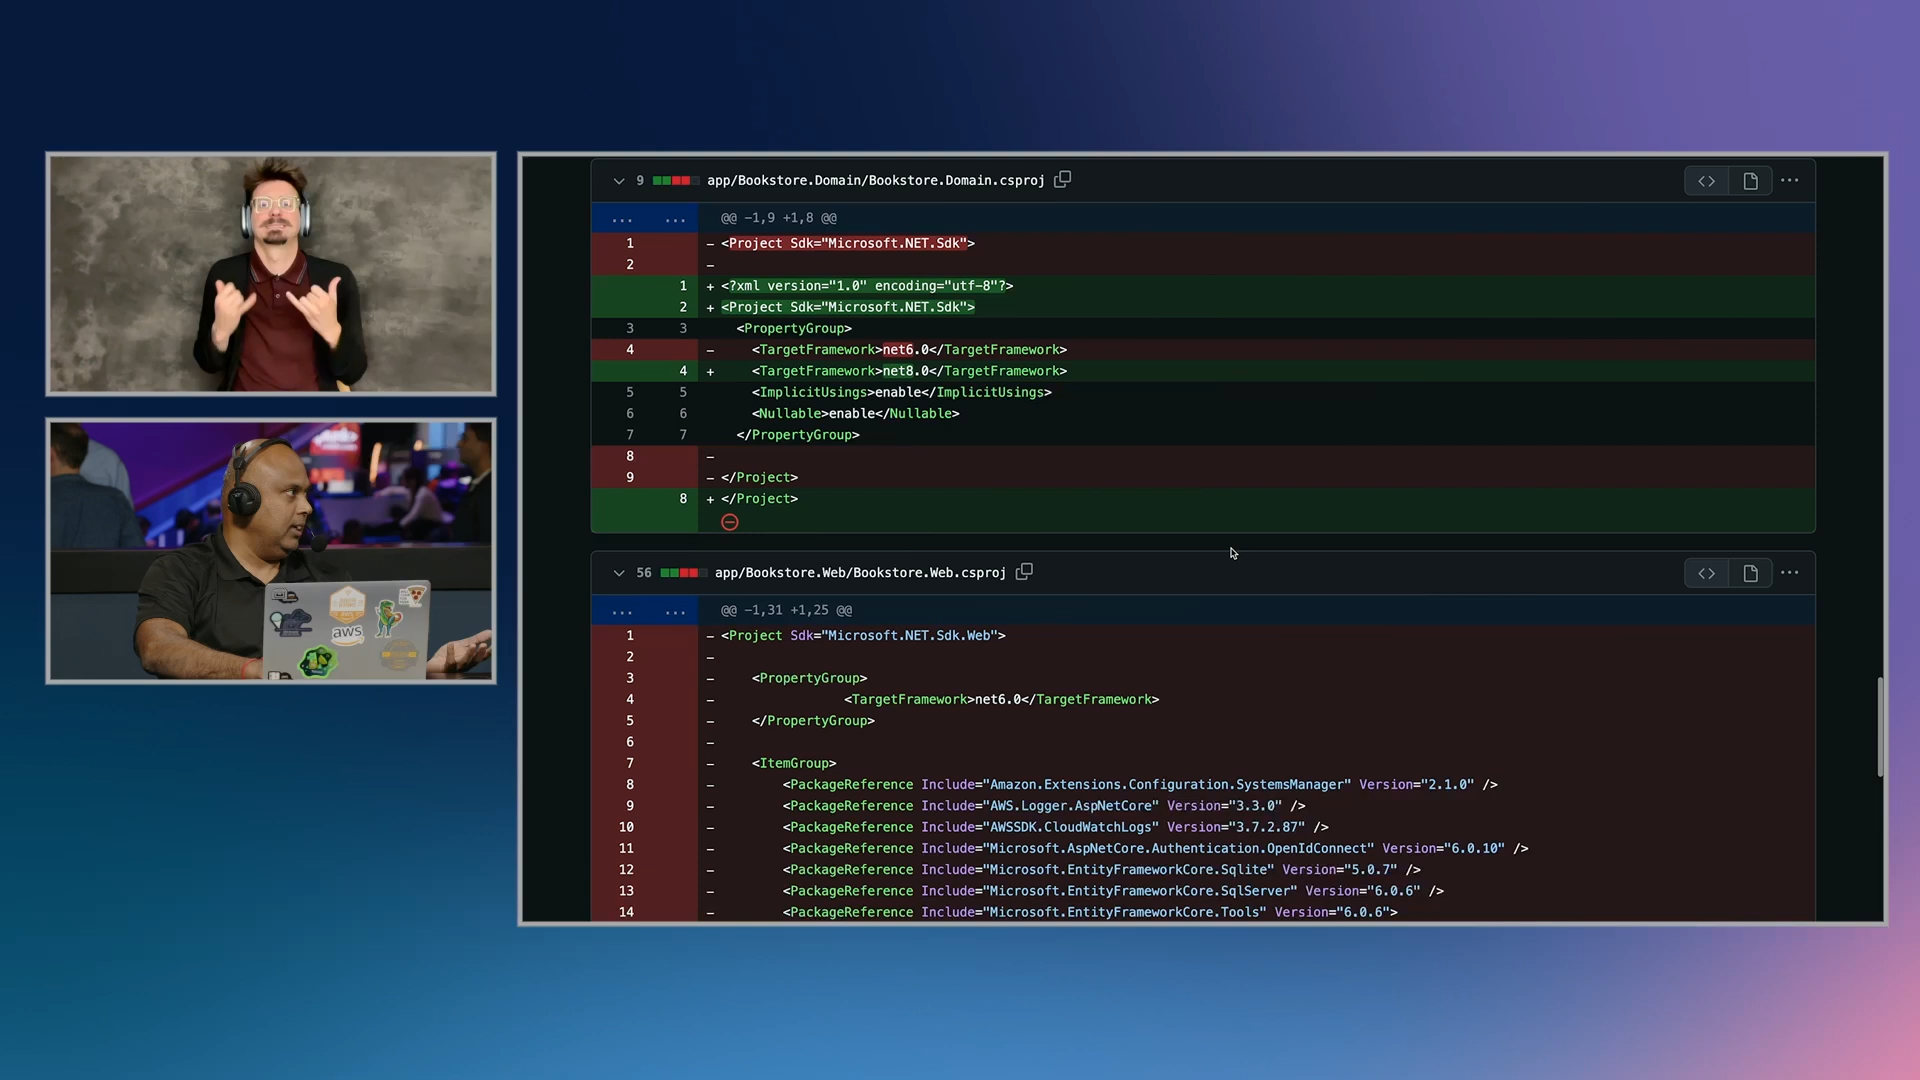 aws
9 app/Bookstore.Domain/Bookstore.Domain.csproj
... ... @@ -1,9 +1,8 @@
1 - <Project Sdk="Microsoft.NET.Sdk">
2 -
1 + <?xml version="1.0" encoding="utf-8"?>
2 + <Project Sdk="Microsoft.NET.Sdk">
3 3 <PropertyGroup>
4 - <TargetFramework>net6.0</TargetFramework>
4 + <TargetFramework>net8.0</TargetFramework>
5 5 <ImplicitUsings>enable</ImplicitUsings>
6 6 <Nullable>enable</Nullable>
7 7 </PropertyGroup>
8 -
9 - </Project>
8 + </Project>
56 app/Bookstore.Web/Bookstore.Web.csproj
... ... @@ -1,31 +1,25 @@
1 - <Project Sdk="Microsoft.NET.Sdk.Web">
2 -
3 - <PropertyGroup>
4 - <TargetFramework>net6.0</TargetFramework>
5 - </PropertyGroup>
6 -
7 - <ItemGroup>
8 - <PackageReference Include="Amazon.Extensions.Configuration.SystemsManager" Version="2.1.0" />
9 - <PackageReference Include="AWS.Logger.AspNetCore" Version="3.3.0" />
10 - <PackageReference Include="AWSSDK.CloudWatchLogs" Version="3.7.2.87" />
11 - <PackageReference Include="Microsoft.AspNetCore.Authentication.OpenIdConnect" Version="6.0.10" />
12 - <PackageReference Include="Microsoft.EntityFrameworkCore.Sqlite" Version="5.0.7" />
13 - <PackageReference Include="Microsoft.EntityFrameworkCore.SqlServer" Version="6.0.6" />
14 - <PackageReference Include="Microsoft.EntityFrameworkCore.Tools" Version="6.0.6">